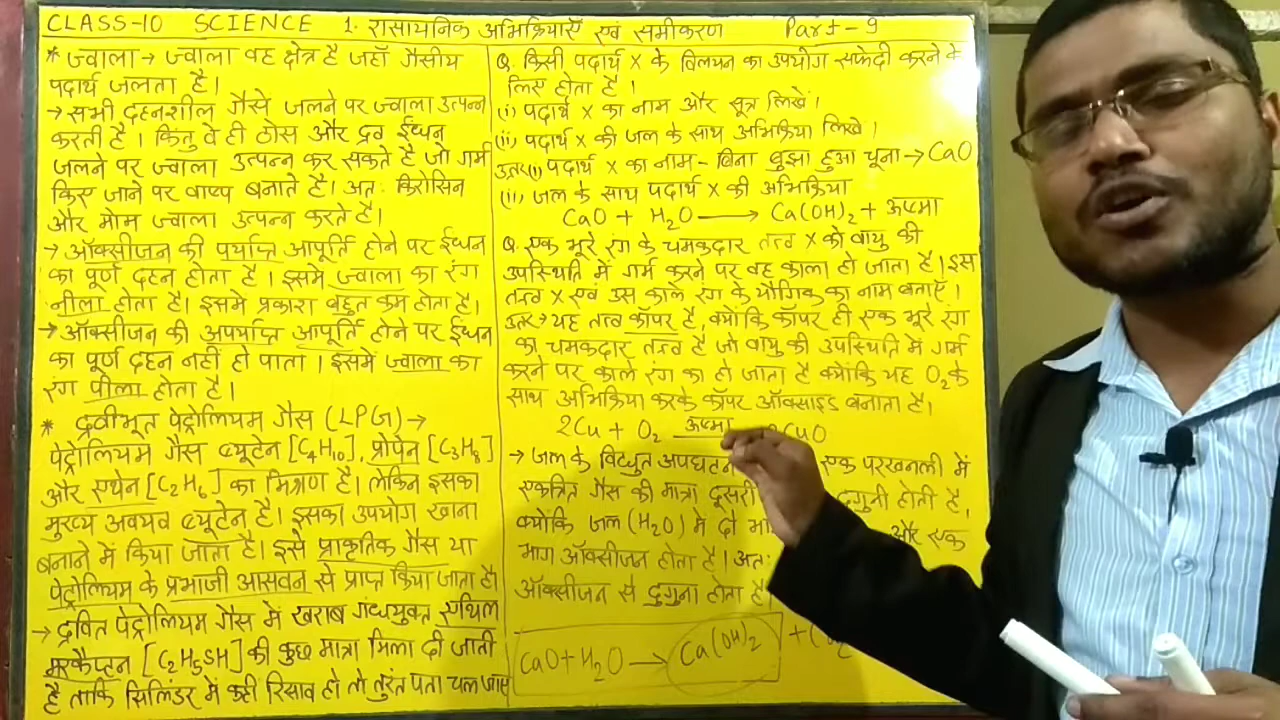 CLASS-10 SCIENCE 1. रासायनिक अभिक्रियाएँ एवं समीकरण Part-9
* ज्वाला → ज्वाला वह क्षेत्र है जहाँ गैसीय
पदार्थ जलता है।
→ सभी दहनशील गैसें जलने पर ज्वाला उत्पन्न
करती है। किंतु वे ही ठोस और द्रव ईंधन
जलने पर ज्वाला उत्पन्न कर सकते है जो गर्म
किए जाने पर वाष्प बनाते है। अतः किरोसिन
और मोम ज्वाला उत्पन्न करते है।
→ ऑक्सीजन की पर्याप्त आपूर्ति होने पर ईंधन
का पूर्ण दहन होता है। इसमें ज्वाला का रंग
नीला होता है। इसमें प्रकाश बहुत कम होता है।
→ ऑक्सीजन की अपर्याप्त आपूर्ति होने पर ईंधन
का पूर्ण दहन नहीं हो पाता। इसमें ज्वाला का
रंग पीला होता है।
* द्रवीभूत पेट्रोलियम गैस (LPG) →
पेट्रोलियम गैस ब्यूटेन [C₄H₁₀], प्रोपेन [C₃H₈]
और एथेन [C₂H₆] का मिश्रण है। लेकिन इसका
मुख्य अवयव ब्यूटेन है। इसका उपयोग खाना
बनाने में किया जाता है। इसे प्राकृतिक गैस या
पेट्रोलियम के प्रभाजी आसवन से प्राप्त किया जाता है।
→ द्रवित पेट्रोलियम गैस में खराब गंधयुक्त एथिल
मरकैप्टन [C₂H₅SH] की कुछ मात्रा मिला दी जाती
है ताकि सिलिंडर में कही रिसाव हो तो तुरंत पता चल जाए
Q. किसी पदार्थ X के विलयन का उपयोग सफेदी करने के
लिए होता है।
(i) पदार्थ X का नाम और सूत्र लिखें।
(ii) पदार्थ X की जल के साथ अभिक्रिया लिखें।
उत्तर(i) पदार्थ X का नाम - बिना बुझा हुआ चूना → CaO
(ii) जल के साथ पदार्थ X की अभिक्रिया
CaO + H₂O ⟶ Ca(OH)₂ + ऊष्मा
Q. एक भूरे रंग के चमकदार तत्त्व X को वायु की
उपस्थिति में गर्म करने पर वह काला हो जाता है। इस
तत्त्व X एवं उस काले रंग के यौगिक का नाम बताएँ।
उत्तर→ यह तत्त्व कॉपर है, क्योंकि कॉपर ही एक भूरे रंग
का चमकदार तत्त्व है जो वायु की उपस्थिति में गर्म
करने पर काले रंग का हो जाता है क्योंकि यह O₂ के
साथ अभिक्रिया करके कॉपर ऑक्साइड बनाता है।
2Cu + O₂ ऊष्मा 2CuO
→ जल के विद्युत अपघटन एक परखनली में
एकत्रित गैस की मात्रा दूसरी दुगुनी होती है,
क्योंकि जल (H₂O) में दो और एक
भाग ऑक्सीजन होता है। अतः
ऑक्सीजन से दुगुना होता है
CaO + H₂O → Ca(OH)₂